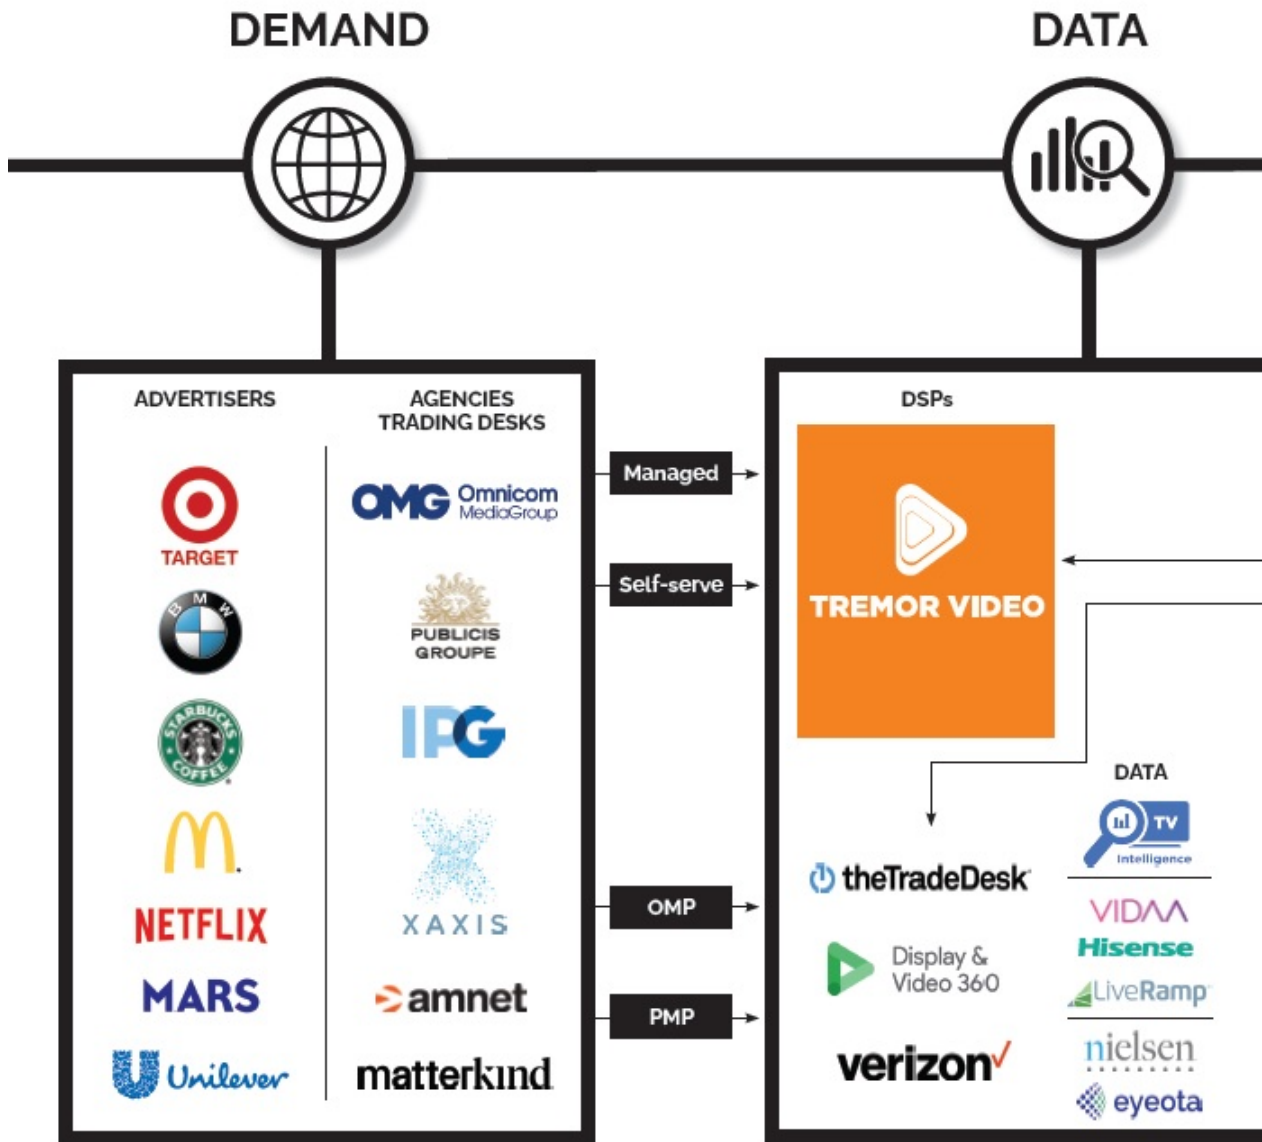 DEMAND
DATA
ADVERTISERS
AGENCIES
TRADING DESKS
TARGET
BMW
STARBUCKS
COFFEE
NETFLIX
MARS
Unilever
OMG Omnicom
MediaGroup
PUBLICIS
GROUPE
IPG
XAXIS
amnet
matterkind
Managed
Self-serve
OMP
PMP
DSPs
TREMOR VIDEO
theTradeDesk
Display &
Video 360
verizon
DATA
TV
Intelligence
VIDAA
Hisense
LiveRamp
nielsen
eyeota